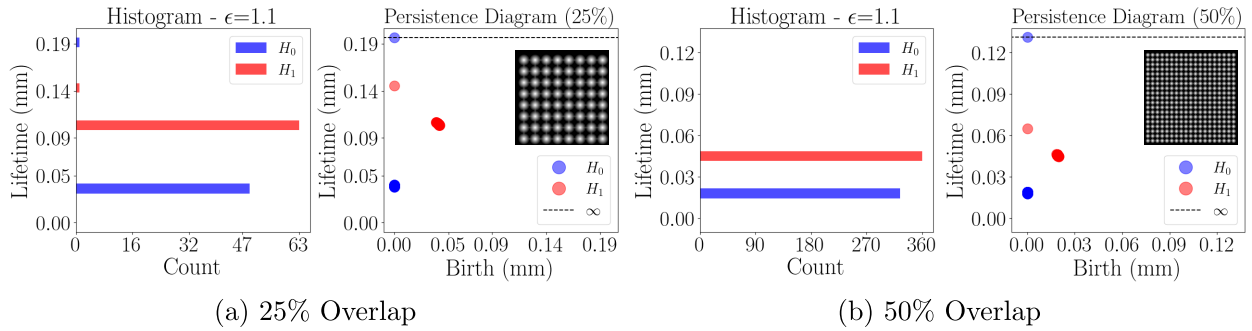 Histogram - ϵ=1.1
0.19
0.14
0.09
0.05
0.00
Lifetime (mm)
H₀
H₁
0 16 32 47 63
Count
Persistence Diagram (25%)
0.19
0.14
0.09
0.05
0.00
Lifetime (mm)
H₀
H₁
∞
0.00 0.05 0.09 0.14 0.19
Birth (mm)
(a) 25% Overlap
Histogram - ϵ=1.1
0.12
0.09
0.06
0.03
0.00
Lifetime (mm)
H₀
H₁
0 90 180 270 360
Count
Persistence Diagram (50%)
0.12
0.09
0.06
0.03
0.00
Lifetime (mm)
H₀
H₁
∞
0.00 0.03 0.06 0.09 0.12
Birth (mm)
(b) 50% Overlap